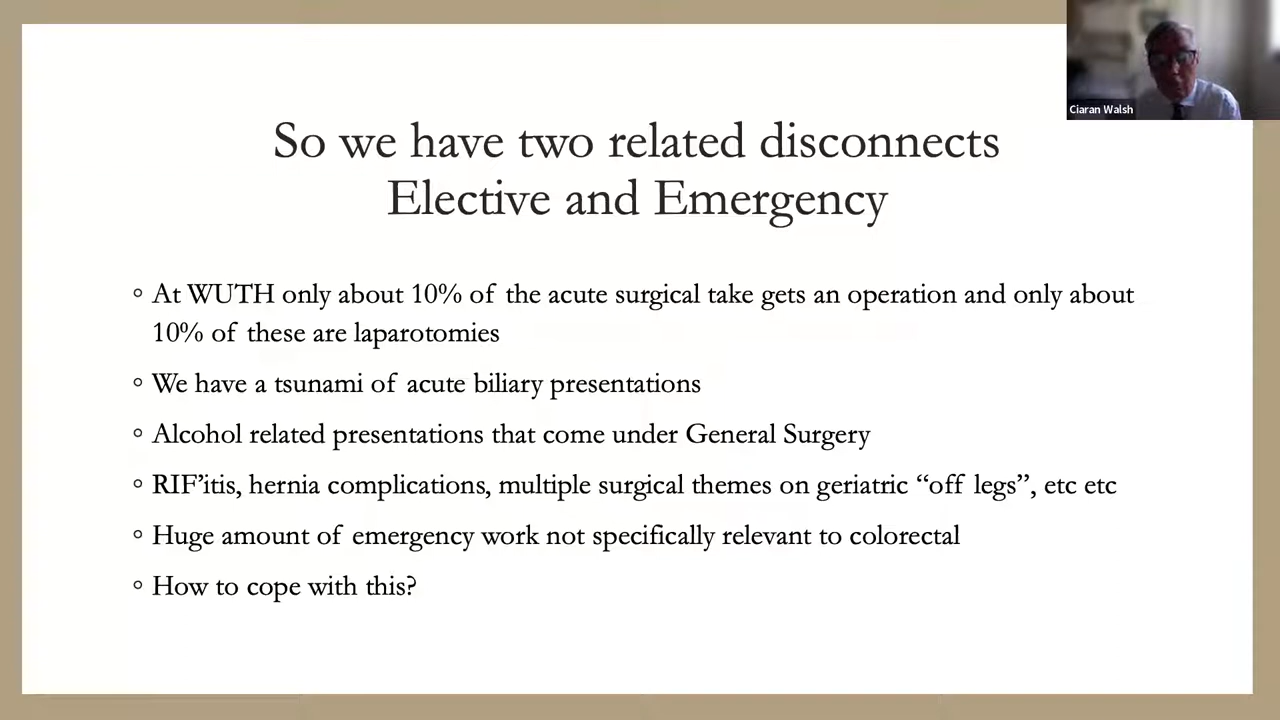 Ciaran Walsh
So we have two related disconnects
Elective and Emergency
◦ At WUTH only about 10% of the acute surgical take gets an operation and only about
10% of these are laparotomies
◦ We have a tsunami of acute biliary presentations
◦ Alcohol related presentations that come under General Surgery
◦ RIF’itis, hernia complications, multiple surgical themes on geriatric “off legs”, etc etc
◦ Huge amount of emergency work not specifically relevant to colorectal
◦ How to cope with this?